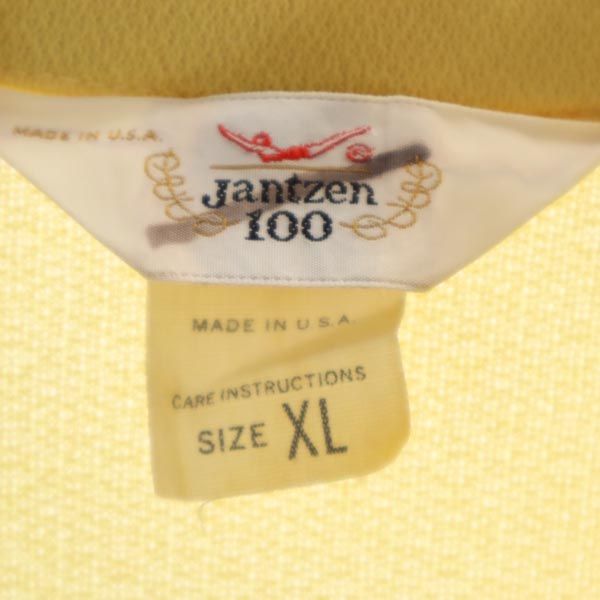 MADE IN U.S.A.
Jantzen
100
MADE IN U.S.A.
CARE INSTRUCTIONS
SIZE XL